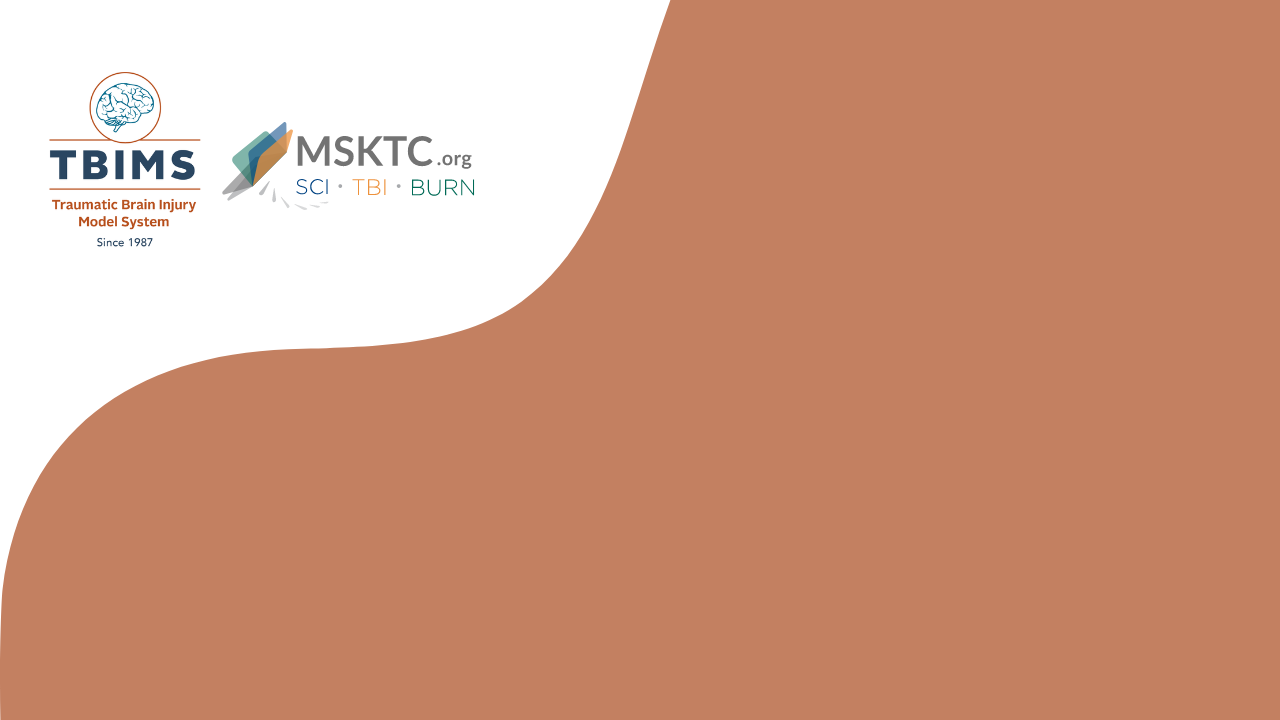 TBIMS
Traumatic Brain Injury
Model System
Since 1987
MSKTC.org
SCI • TBI • BURN